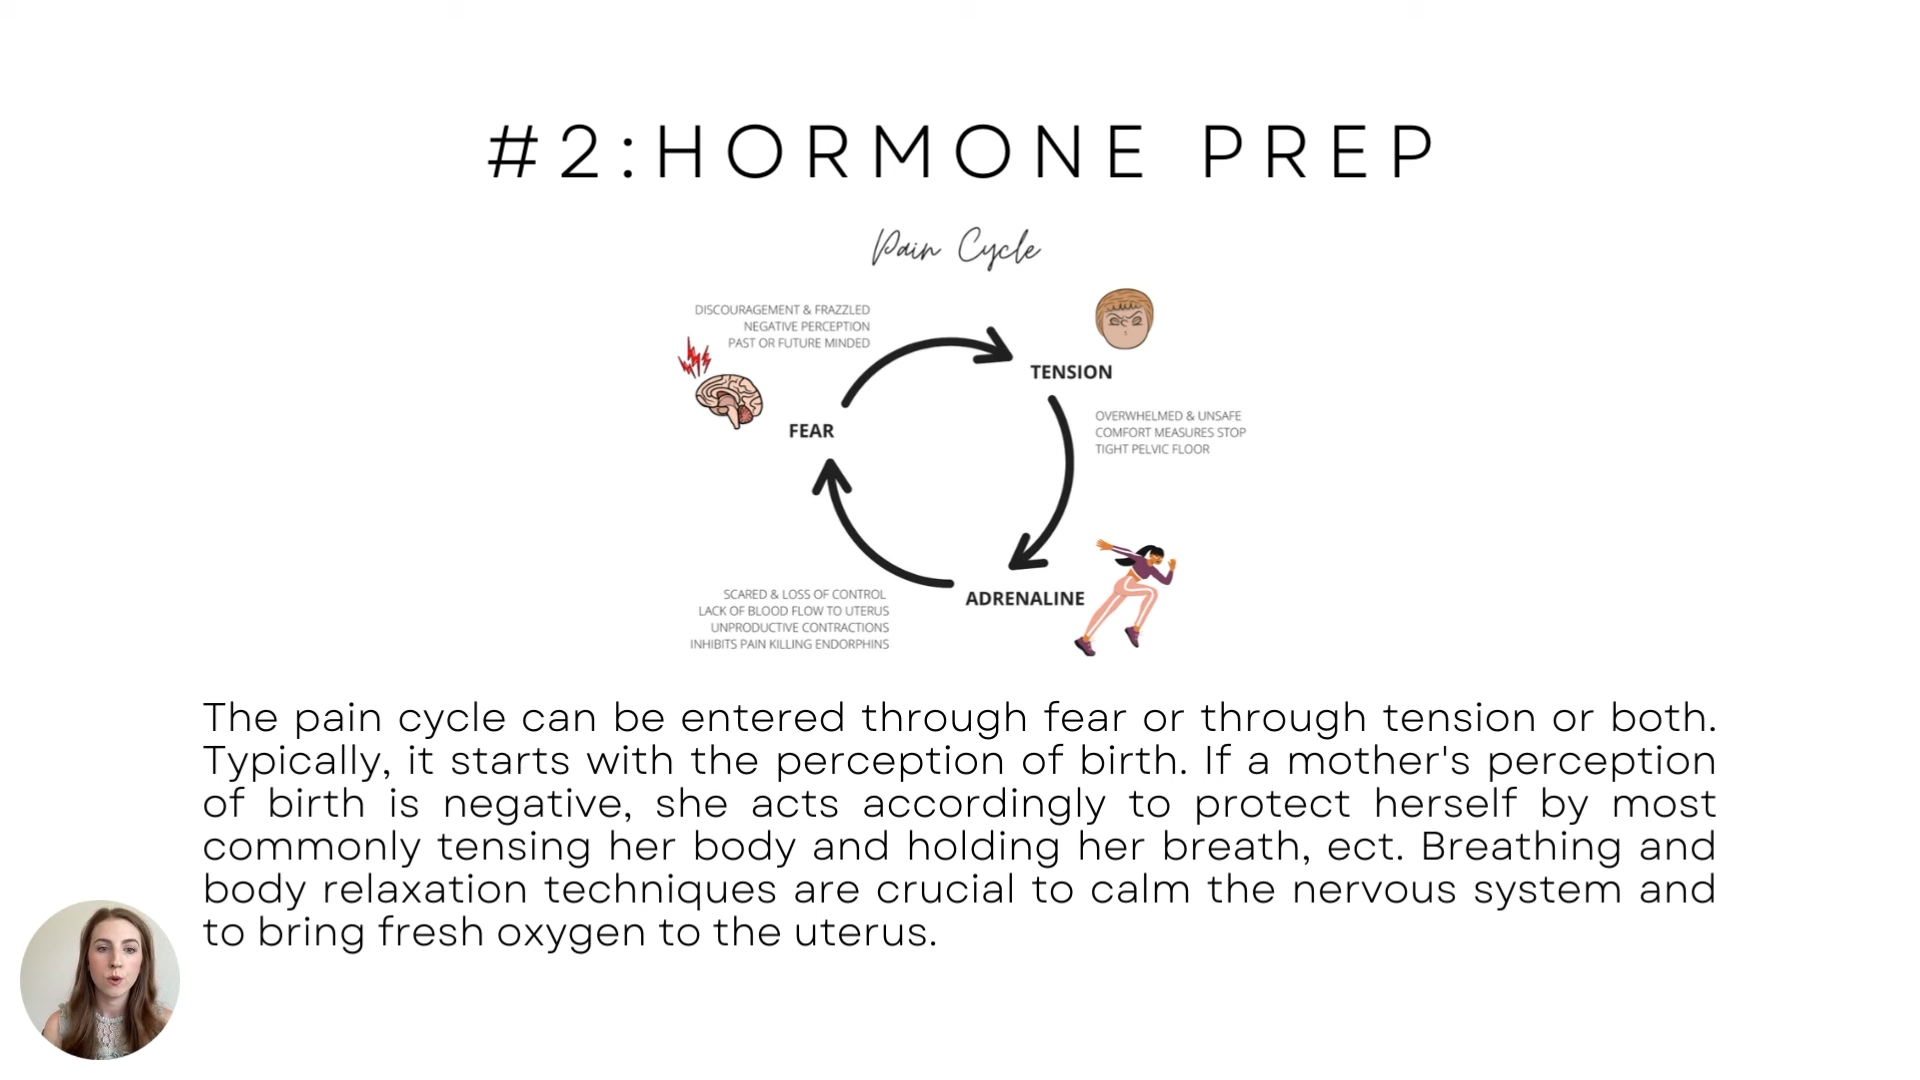 #2:HORMONE PREP
Pain Cycle
DISCOURAGEMENT & FRAZZLED
NEGATIVE PERCEPTION
PAST OR FUTURE MINDED
TENSION
OVERWHELMED & UNSAFE
COMFORT MEASURES STOP
TIGHT PELVIC FLOOR
FEAR
ADRENALINE
SCARED & LOSS OF CONTROL
LACK OF BLOOD FLOW TO UTERUS
UNPRODUCTIVE CONTRACTIONS
INHIBITS PAIN KILLING ENDORPHINS
The pain cycle can be entered through fear or through tension or both.
Typically, it starts with the perception of birth. If a mother's perception
of birth is negative, she acts accordingly to protect herself by most
commonly tensing her body and holding her breath, ect. Breathing and
body relaxation techniques are crucial to calm the nervous system and
to bring fresh oxygen to the uterus.